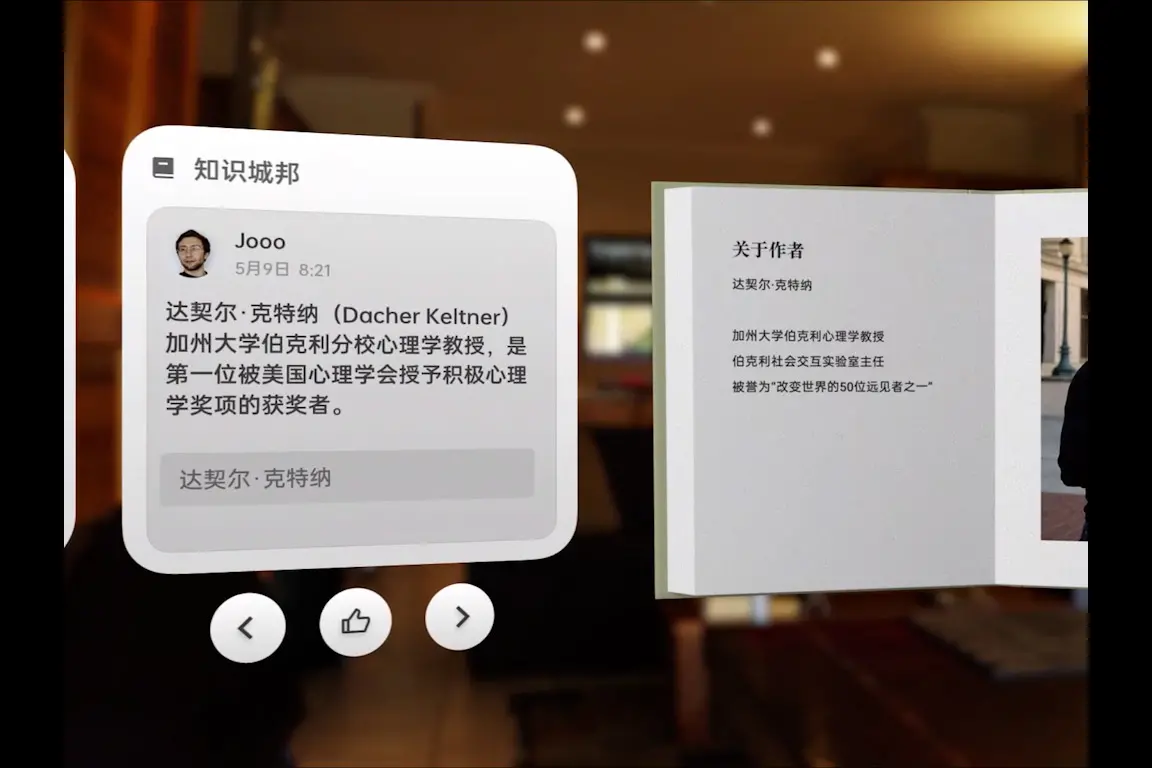 知识城邦
Jooo
5月9日 8:21
达契尔·克特纳（Dacher Keltner）
加州大学伯克利分校心理学教授，是
第一位被美国心理学会授予积极心理
学奖项的获奖者。
达契尔·克特纳
关于作者
达契尔·克特纳
加州大学伯克利心理学教授
伯克利社会交互实验室主任
被誉为“改变世界的50位远见者之一”